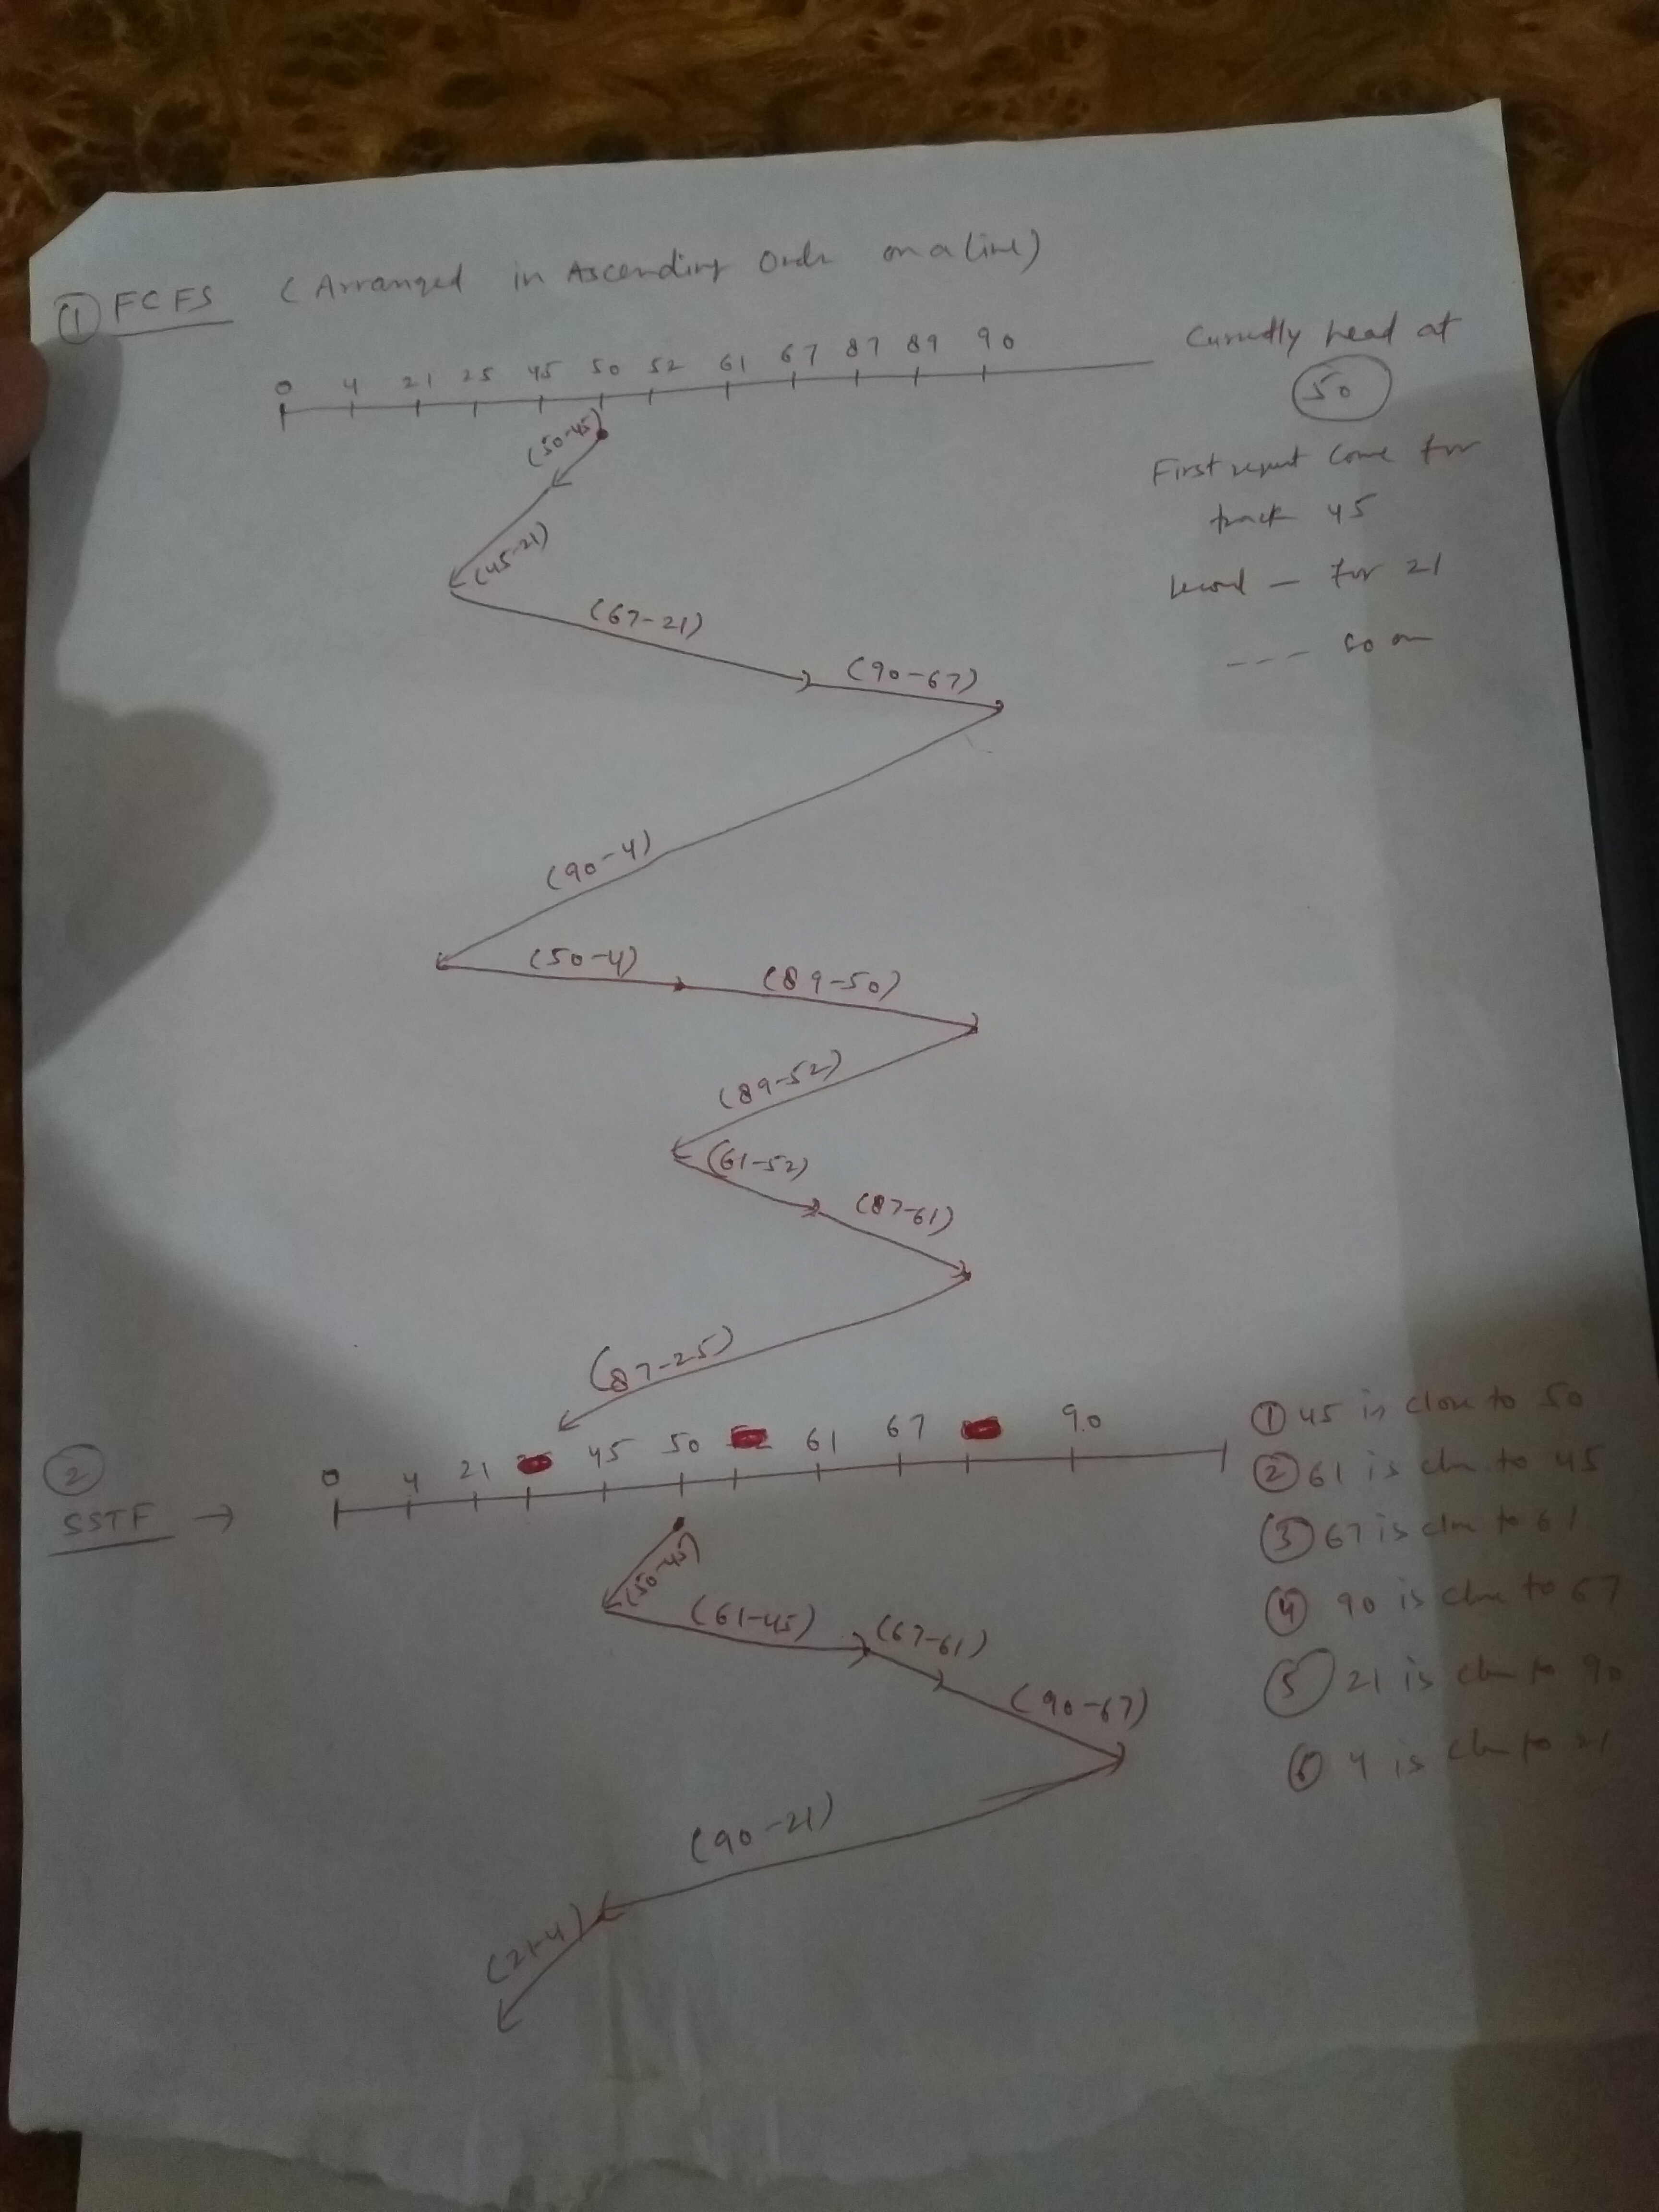 ① FCFS (Arranged in Ascending Order on a line)
0 4 21 25 45 50 52 61 67 87 89 90
Currently head at
50
First request come for
track 45
second — for 21
--- so on
(50-45)
(45-21)
(67-21)
(90-67)
(90-4)
(50-4)
(89-50)
(89-52)
(61-52)
(87-61)
(87-25)
② SSTF →
0 4 21 45 50 61 67 90
① 45 is close to 50
② 61 is close to 45
③ 67 is close to 61
④ 90 is close to 67
⑤ 21 is close to 90
⑥ 4 is close to 21
(50-45)
(61-45)
(67-61)
(90-67)
(90-21)
(21-4)